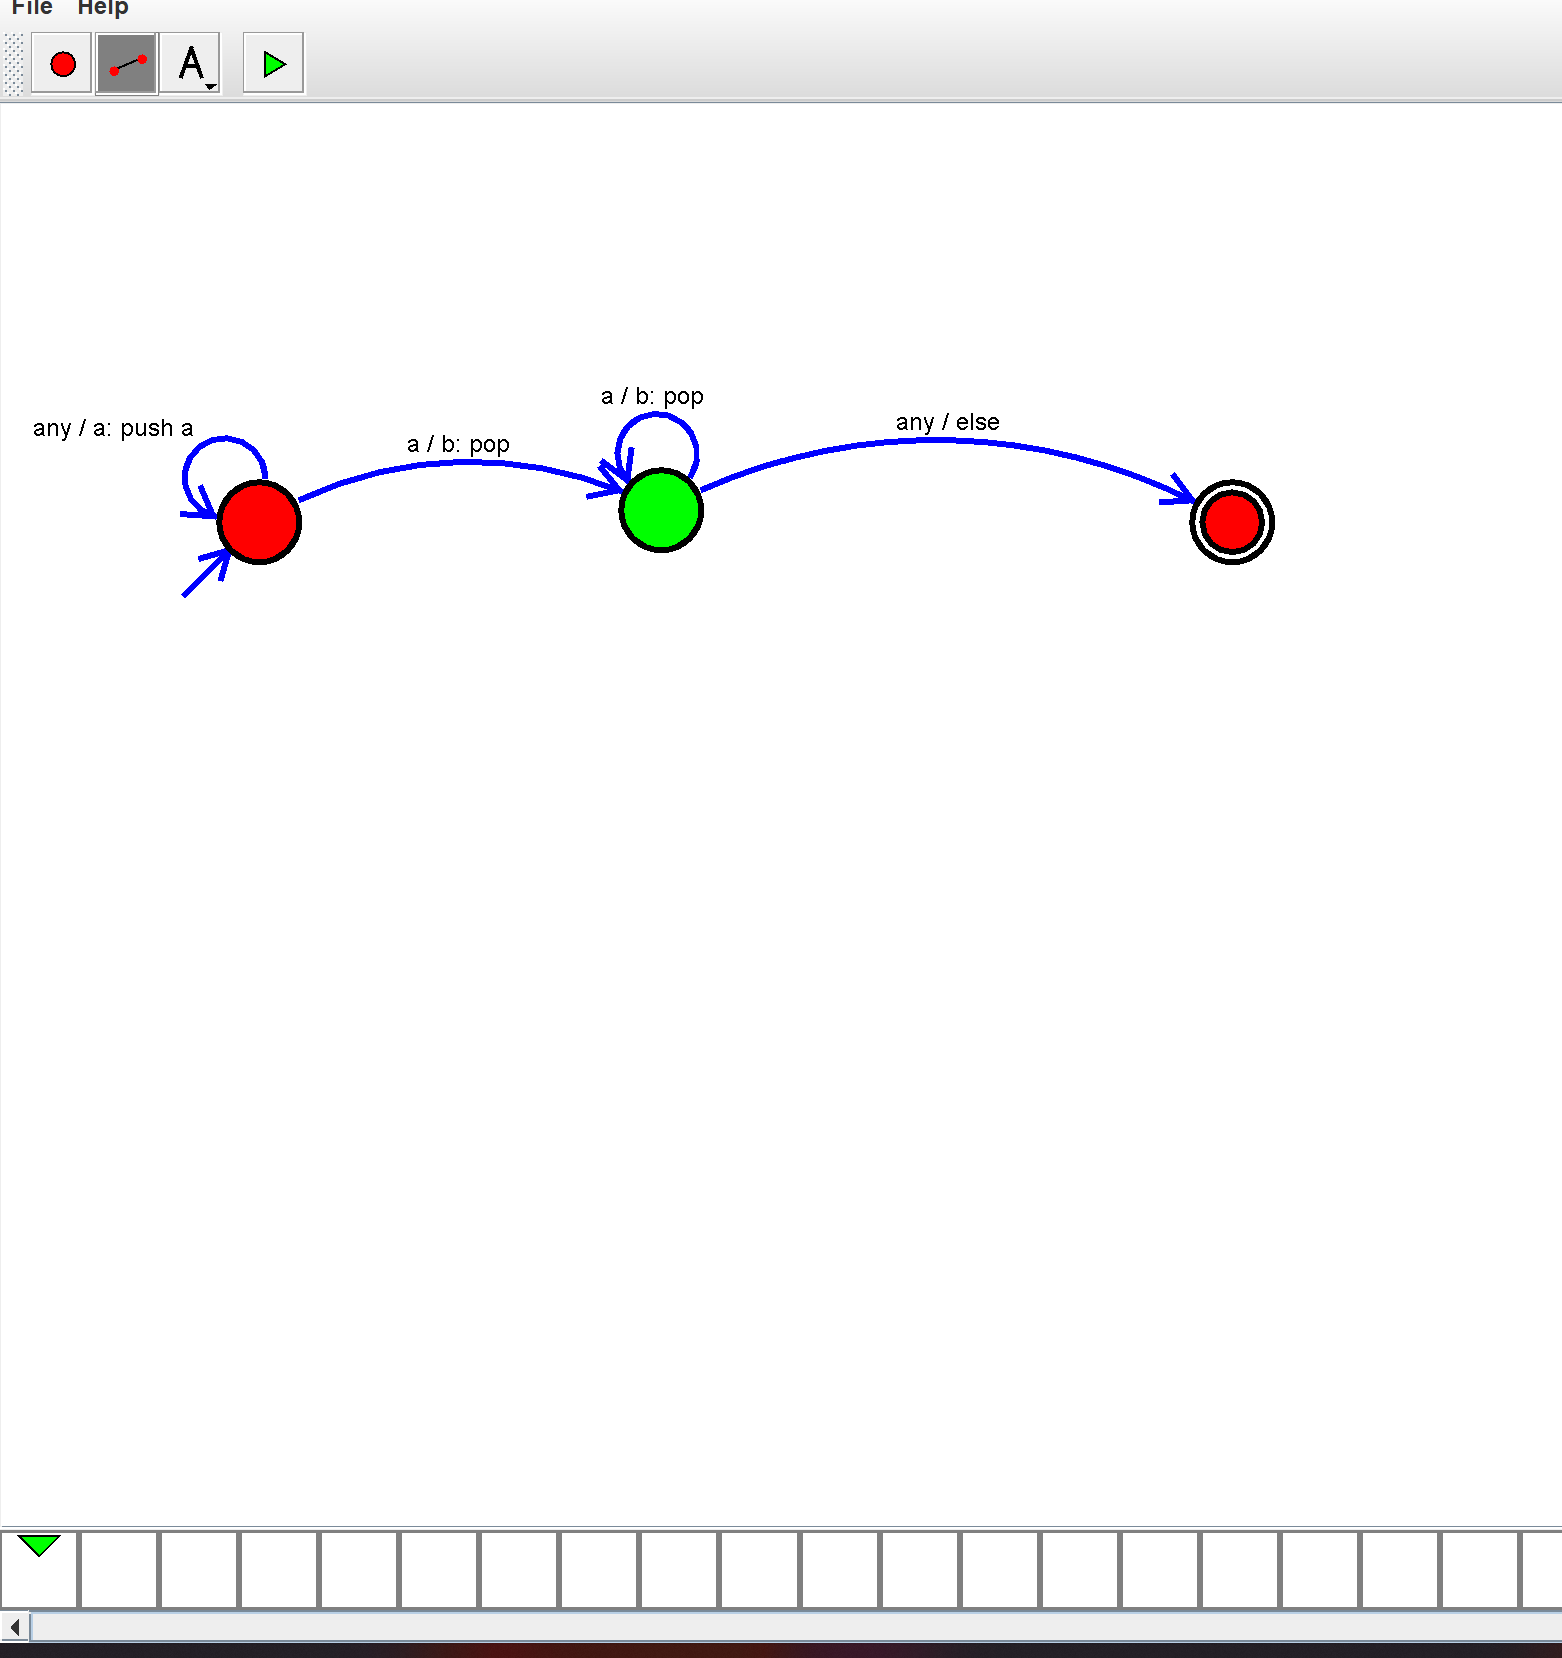 File Help
A
a / b: pop
any / else
any / a: push a
a / b: pop